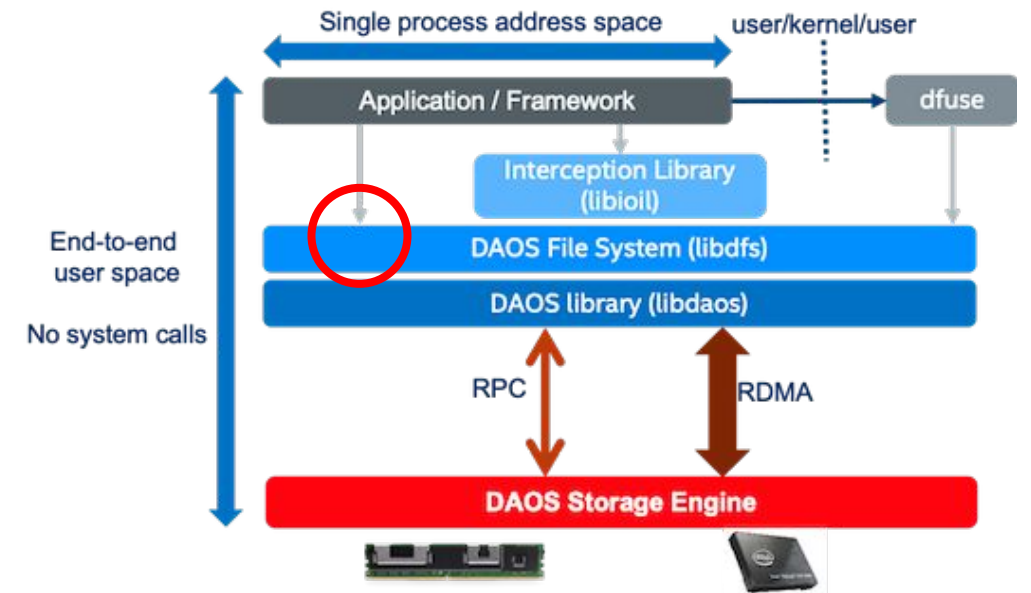 Single process address space
user/kernel/user
Application / Framework
dfuse
Interception Library
(libioil)
DAOS File System (libdfs)
End-to-end
user space
No system calls
DAOS library (libdaos)
RPC
RDMA
DAOS Storage Engine